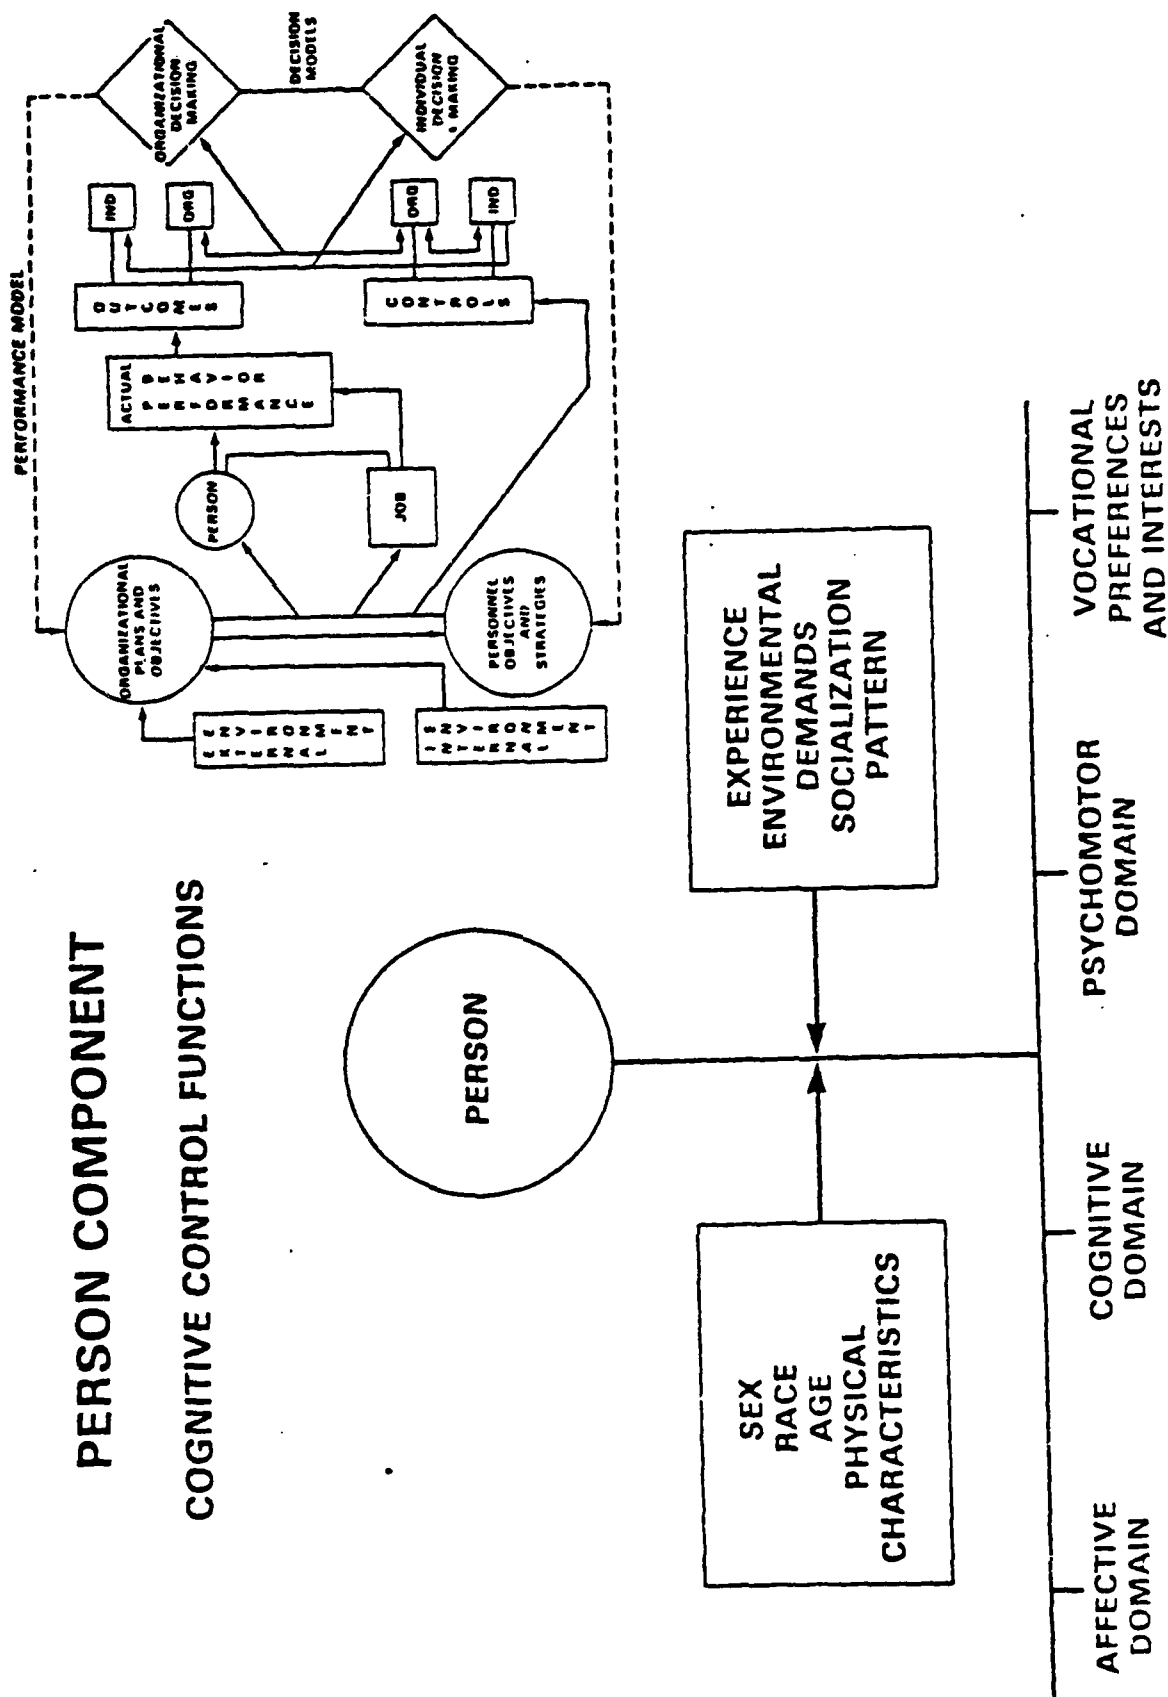 PERSON COMPONENT
COGNITIVE CONTROL FUNCTIONS
PERFORMANCE MODEL
ORGANIZATIONAL
PLANS AND
OBJECTIVES
PERSON
ACTUAL
BEHAVIOR
PERFORMANCE
OUTCOMES
IND
ORG
ORGANIZATIONAL
DECISION
MAKING
DECISION
MODELS
EXTERNAL
ENVIRONMENT
INTERNAL
PERSONNEL
OBJECTIVES
AND
STRATEGIES
JOB
CONTROLS
ORG
IND
INDIVIDUAL
DECISION
MAKING
PERSON
SEX
RACE
AGE
PHYSICAL
CHARACTERISTICS
EXPERIENCE
ENVIRONMENTAL
DEMANDS
SOCIALIZATION
PATTERN
AFFECTIVE
DOMAIN
COGNITIVE
DOMAIN
PSYCHOMOTOR
DOMAIN
VOCATIONAL
PREFERENCES
AND INTERESTS